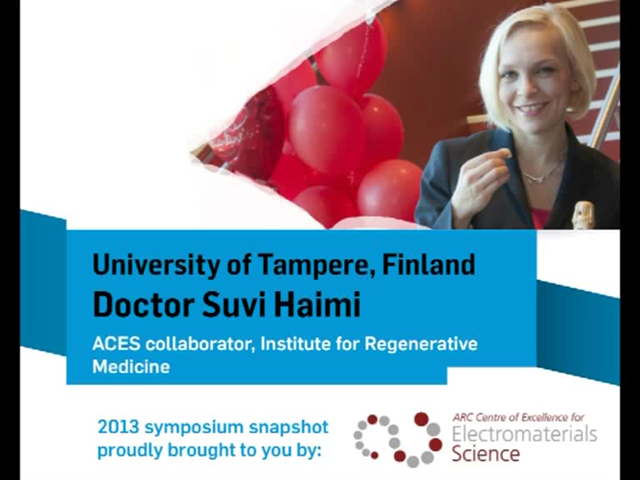 University of Tampere, Finland
Doctor Suvi Haimi
ACES collaborator, Institute for Regenerative
Medicine
2013 symposium snapshot
proudly brought to you by:
ARC Centre of Excellence for
Electromaterials
Science